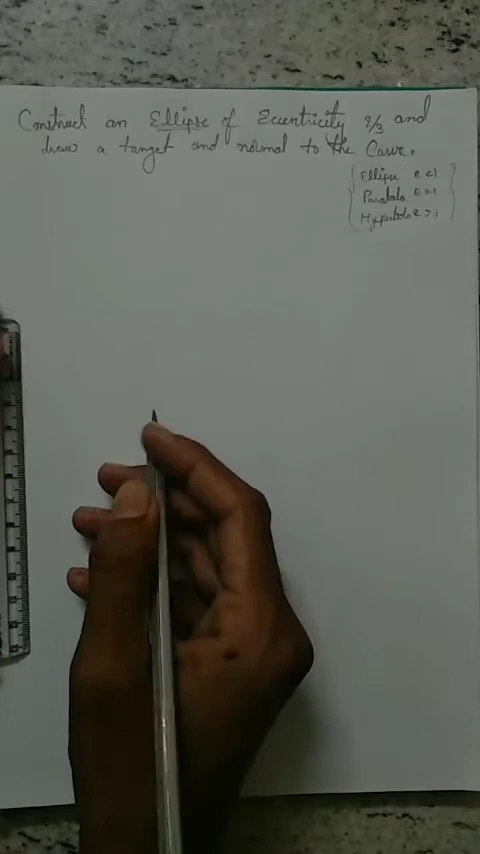 Construct an Ellipse of Eccentricity 2/3 and
draw a tanget and normal to the Curve.
Ellipse e<1
Parabola e=1
Hyperbola e>1